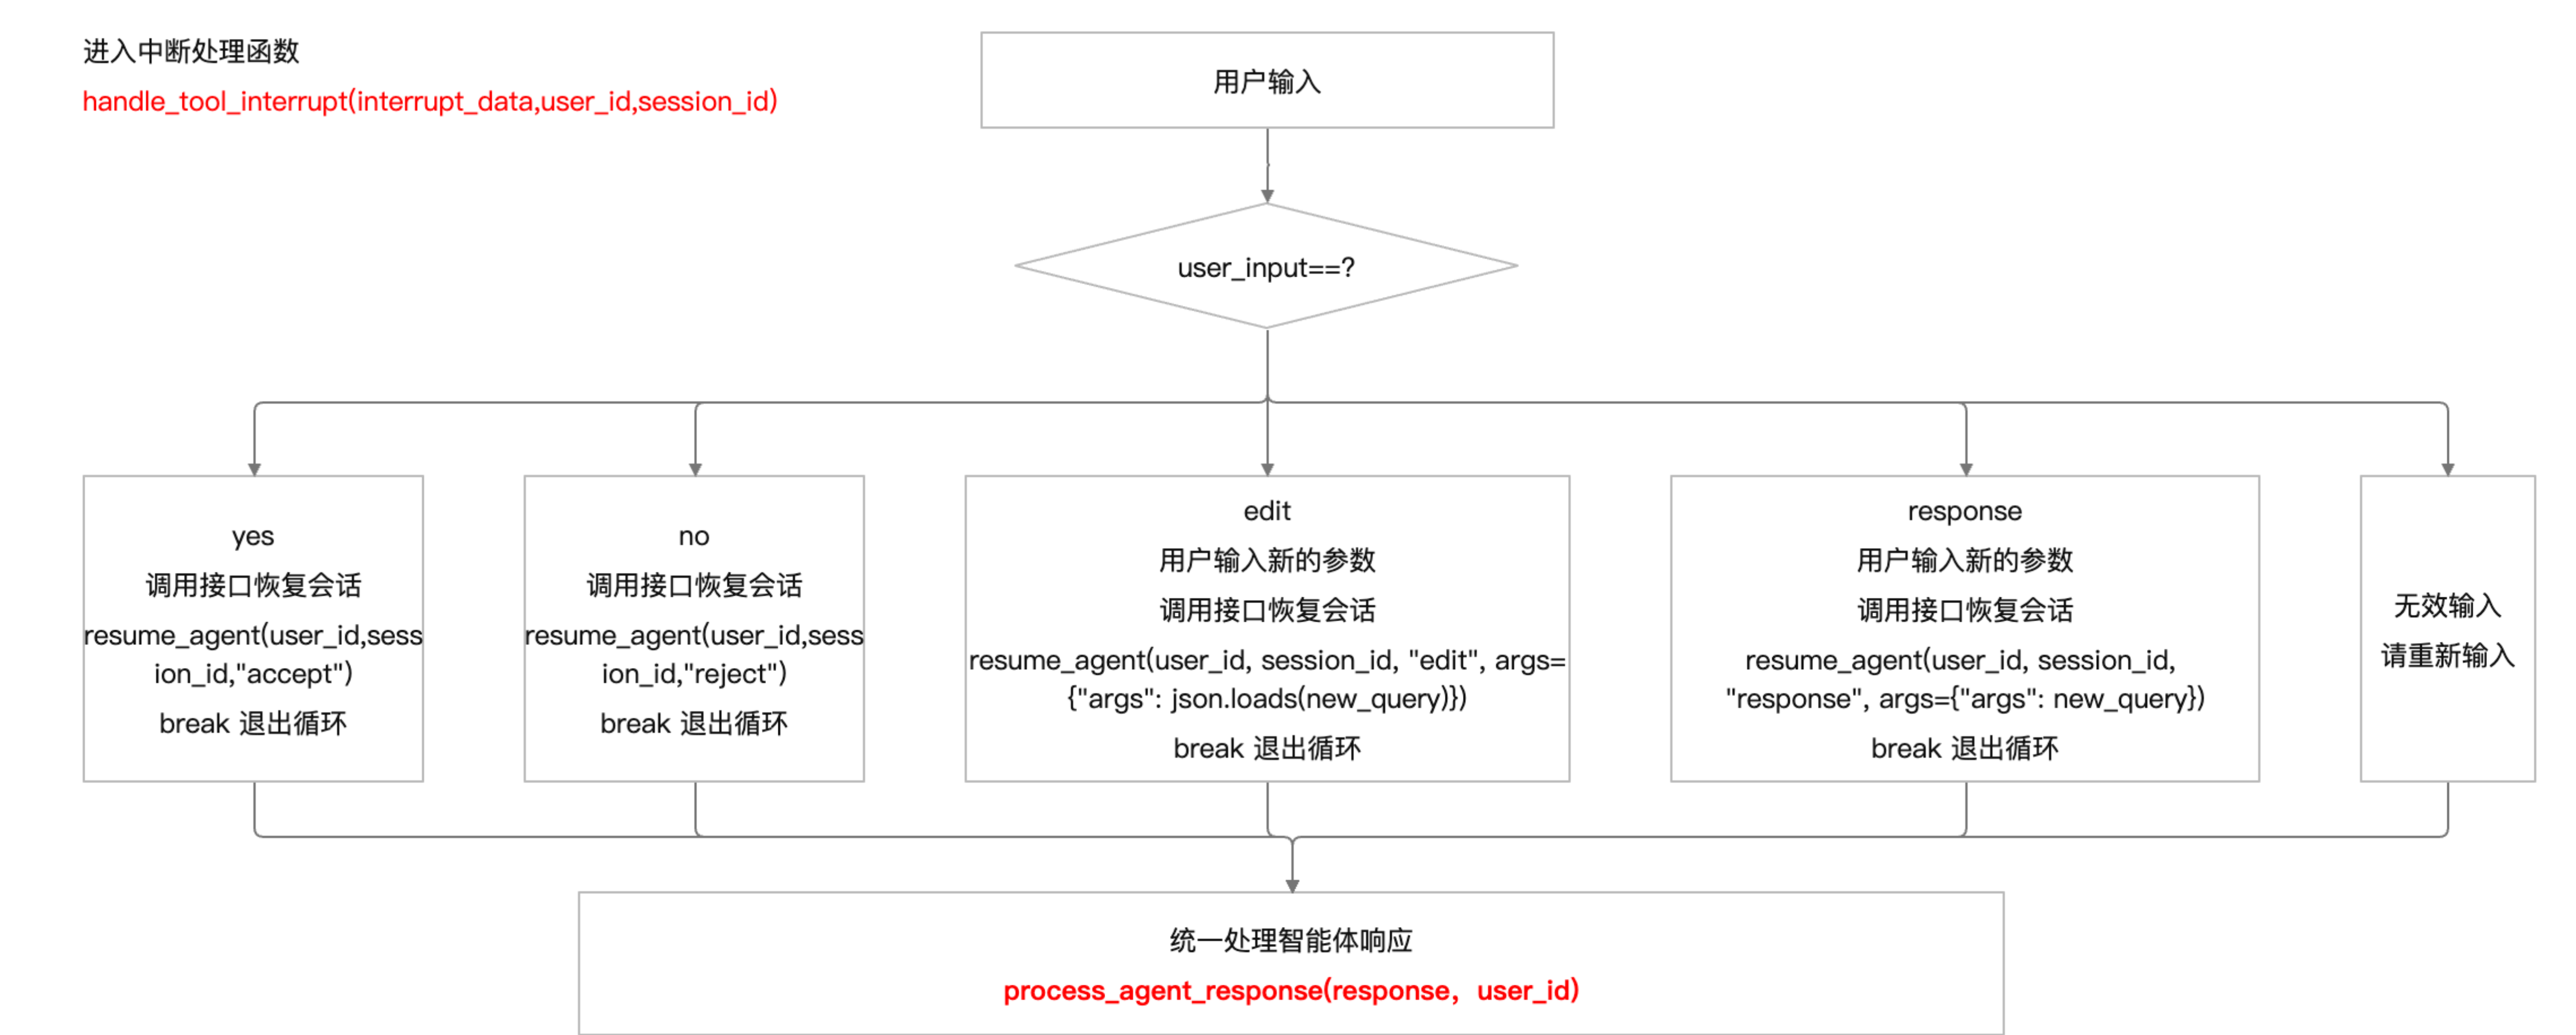 进入中断处理函数
handle_tool_interrupt(interrupt_data,user_id,session_id)
用户输入
user_input==?
yes
调用接口恢复会话
resume_agent(user_id,sess
ion_id,"accept")
break 退出循环
no
调用接口恢复会话
resume_agent(user_id,sess
ion_id,"reject")
break 退出循环
edit
用户输入新的参数
调用接口恢复会话
resume_agent(user_id, session_id, "edit", args=
{"args": json.loads(new_query)})
break 退出循环
response
用户输入新的参数
调用接口恢复会话
resume_agent(user_id, session_id,
"response", args={"args": new_query})
break 退出循环
无效输入
请重新输入
统一处理智能体响应
process_agent_response(response，user_id)